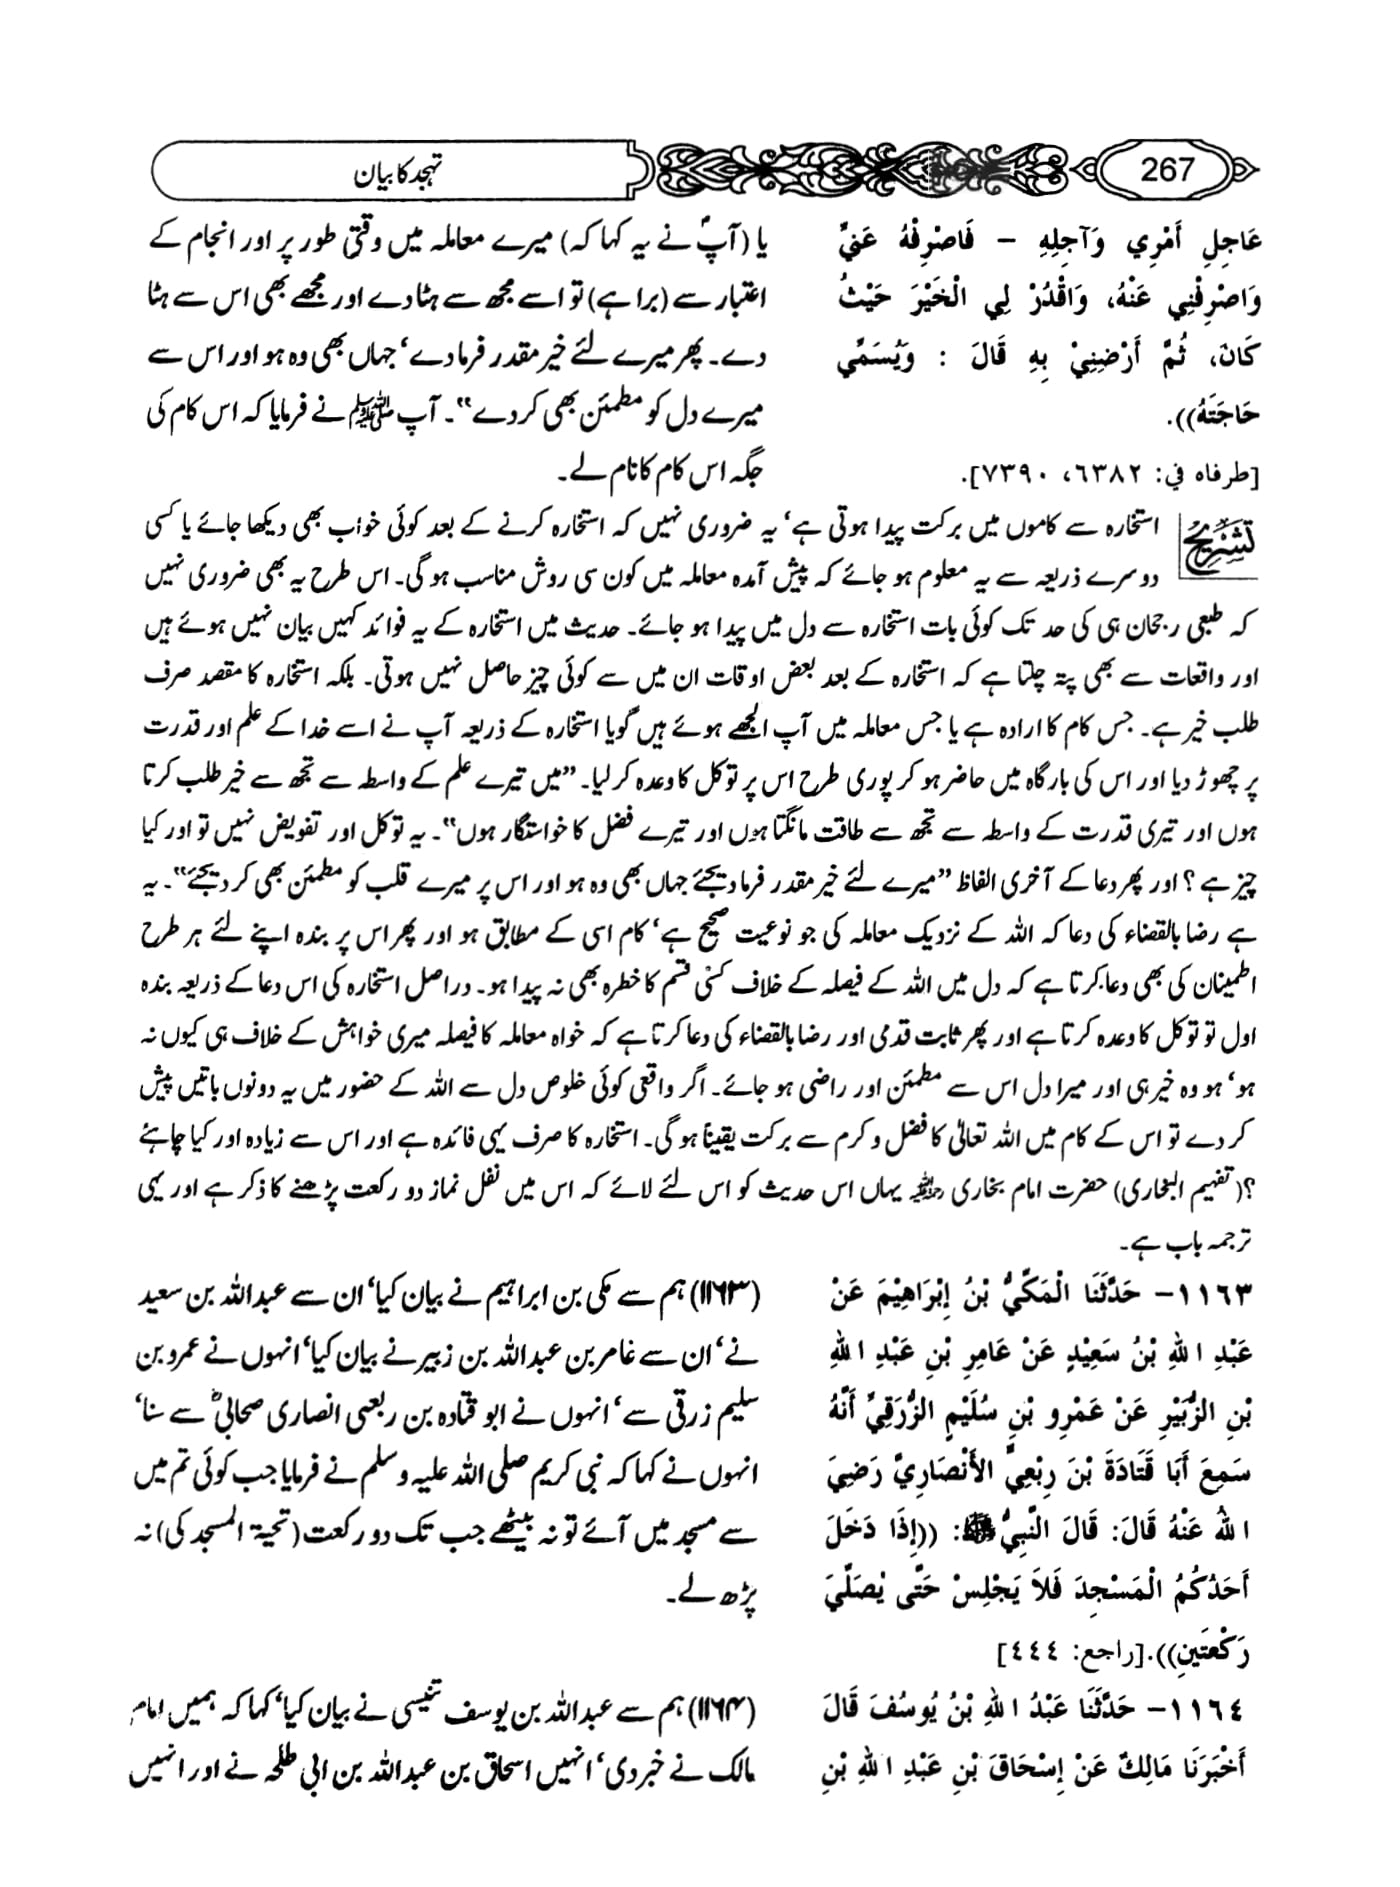 267
تہجد کا بیان
عَاجِلِ أَمْرِي وَآجِلِهِ – فَاصْرِفْهُ عَنِّي
وَاصْرِفْنِي عَنْهُ، وَاقْدُرْ لِي الْخَيْرَ حَيْثُ
كَانَ، ثُمَّ أَرْضِنِيْ بِهِ قَالَ : وَيُسَمِّي
حَاجَتَهُ)).
[طرفاه في: ٦٣٨٢، ٧٣٩٠].
یا (آپؐ نے یہ کہا کہ) میرے معاملہ میں وقتی طور پر اور انجام کے
اعتبار سے (برا ہے) تو اسے مجھ سے ہٹا دے اور مجھے بھی اس سے ہٹا
دے۔ پھر میرے لئے خیر مقدر فرما دے‘ جہاں بھی وہ ہو اور اس سے
میرے دل کو مطمئن بھی کر دے‘‘۔ آپ ﷺ نے فرمایا کہ اس کام کی
جگہ اس کام کا نام لے۔
تشریح استخارہ سے کاموں میں برکت پیدا ہوتی ہے‘ یہ ضروری نہیں کہ استخارہ کرنے کے بعد کوئی خواب بھی دیکھا جائے یا کسی
دوسرے ذریعہ سے یہ معلوم ہو جائے کہ پیش آمدہ معاملہ میں کون سی روش مناسب ہو گی۔ اس طرح یہ بھی ضروری نہیں
کہ طبعی رجحان ہی کی حد تک کوئی بات استخارہ سے دل میں پیدا ہو جائے۔ حدیث میں استخارہ کے یہ فوائد کہیں بیان نہیں ہوئے ہیں
اور واقعات سے بھی پتہ چلتا ہے کہ استخارہ کے بعد بعض اوقات ان میں سے کوئی چیز حاصل نہیں ہوتی۔ بلکہ استخارہ کا مقصد صرف
طلب خیر ہے۔ جس کام کا ارادہ ہے یا جس معاملہ میں آپ الجھے ہوئے ہیں گویا استخارہ کے ذریعہ آپ نے اسے خدا کے علم اور قدرت
پر چھوڑ دیا اور اس کی بارگاہ میں حاضر ہو کر پوری طرح اس پر توکل کا وعدہ کر لیا۔ ’’میں تیرے علم کے واسطہ سے تجھ سے خیر طلب کرتا
ہوں اور تیری قدرت کے واسطہ سے تجھ سے طاقت مانگتا ہوں اور تیرے فضل کا خواستگار ہوں‘‘۔ یہ توکل اور تفویض نہیں تو اور کیا
چیز ہے؟ اور پھر دعا کے آخری الفاظ ’’میرے لئے خیر مقدر فرما دیجئے جہاں بھی وہ ہو اور اس پر میرے قلب کو مطمئن بھی کر دیجئے‘‘۔ یہ
ہے رضا بالقضاء کی دعا کہ اللہ کے نزدیک معاملہ کی جو نوعیت صحیح ہے‘ کام اسی کے مطابق ہو اور پھر اس پر بندہ اپنے لئے ہر طرح
اطمینان کی بھی دعا کرتا ہے کہ دل میں اللہ کے فیصلہ کے خلاف کسی قسم کا خطرہ بھی نہ پیدا ہو۔ دراصل استخارہ کی اس دعا کے ذریعہ بندہ
اول تو توکل کا وعدہ کرتا ہے اور پھر ثابت قدمی اور رضا بالقضاء کی دعا کرتا ہے کہ خواہ معاملہ کا فیصلہ میری خواہش کے خلاف ہی کیوں نہ
ہو‘ ہو وہ خیر ہی اور میرا دل اس سے مطمئن اور راضی ہو جائے۔ اگر واقعی کوئی خلوص دل سے اللہ کے حضور میں یہ دونوں باتیں پیش
کر دے تو اس کے کام میں اللہ تعالیٰ کا فضل و کرم سے برکت یقیناً ہو گی۔ استخارہ کا صرف یہی فائدہ ہے اور اس سے زیادہ اور کیا چاہئے
؟ (تفہیم البخاری) حضرت امام بخاری رحمہ اللہ یہاں اس حدیث کو اس لئے لائے کہ اس میں نفل نماز دو رکعت پڑھنے کا ذکر ہے اور یہی
ترجمہ باب ہے۔
١١٦٣- حَدَّثَنَا الْمَكِّيُّ بْنُ إِبْرَاهِيْمَ عَنْ
عَبْدِ اللهِ بْنُ سَعِيْدٍ عَنْ عَامِرِ بْنِ عَبْدِ اللهِ
بْنِ الزُّبَيْرِ عَنْ عَمْرِو بْنِ سُلَيْمٍ الزُّرَقِيِّ أَنَّهُ
سَمِعَ أَبَا قَتَادَةَ بْنَ رِبْعِيٍّ الأَنْصَارِيَّ رَضِيَ
اللهُ عَنْهُ قَالَ: قَالَ النَّبِيُّ ﷺ: ((إِذَا دَخَلَ
أَحَدُكُمُ الْمَسْجِدَ فَلاَ يَجْلِسْ حَتَّى يُصَلِّيَ
رَكْعَتَينِ)).[راجع: ٤٤٤]
(۱۱۶۳) ہم سے مکی بن ابراہیم نے بیان کیا‘ ان سے عبداللہ بن سعید
نے‘ ان سے عامر بن عبداللہ بن زبیر نے بیان کیا‘ انہوں نے عمرو بن
سلیم زرقی سے‘ انہوں نے ابو قتادہ بن ربعی انصاری صحابیؓ سے سنا‘
انہوں نے کہا کہ نبی کریم صلی اللہ علیہ وسلم نے فرمایا جب کوئی تم میں
سے مسجد میں آئے تو نہ بیٹھے جب تک دو رکعت (تحیۃ المسجد کی) نہ
پڑھ لے۔
١١٦٤- حَدَّثَنَا عَبْدُ اللهِ بْنُ يُوسُفَ قَالَ
أَخْبَرَنَا مَالِكٌ عَنْ إِسْحَاقَ بْنِ عَبْدِ اللهِ بْنِ
(۱۱۶۴) ہم سے عبداللہ بن یوسف تنیسی نے بیان کیا‘ کہا کہ ہمیں امام
مالک نے خبر دی‘ انہیں اسحاق بن عبداللہ بن ابی طلحہ نے اور انہیں